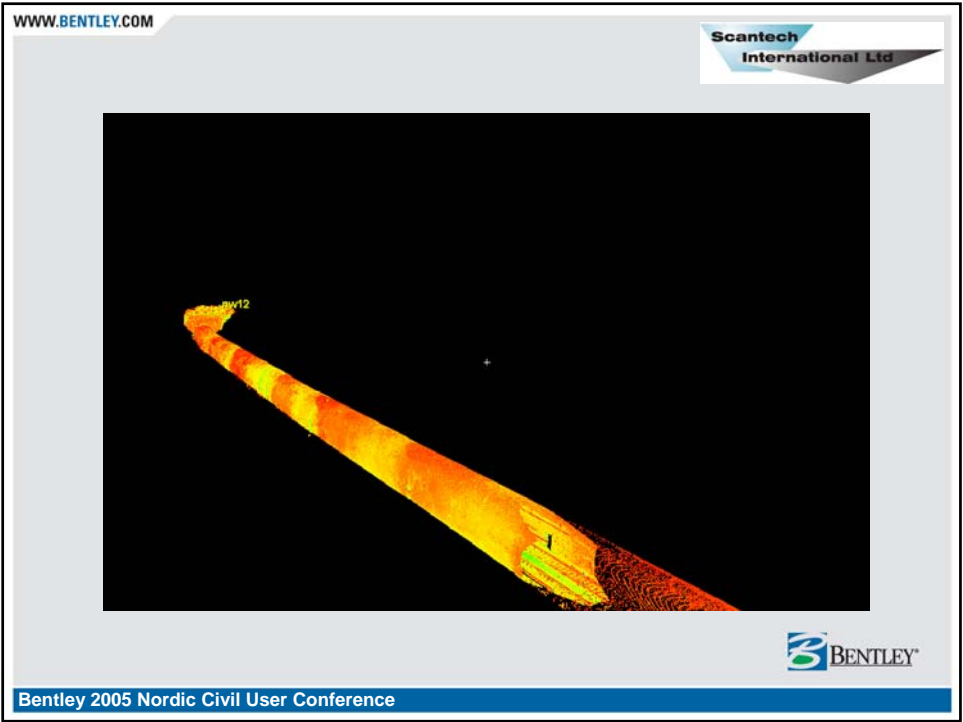 WWW.BENTLEY.COM
Scantech
International Ltd
BENTLEY®
Bentley 2005 Nordic Civil User Conference